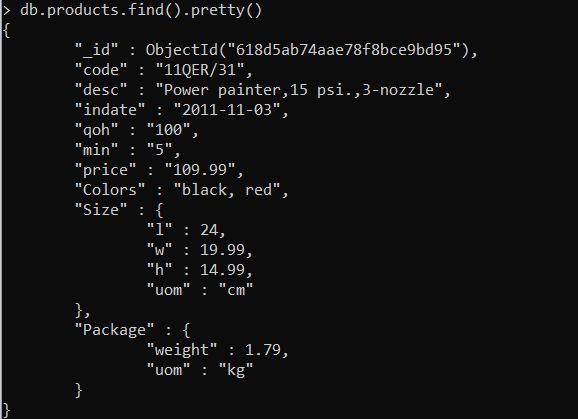 > db.products.find().pretty()
{
"_id" : ObjectId("618d5ab74aae78f8bce9bd95"),
"code" : "11QER/31",
"desc" : "Power painter,15 psi.,3-nozzle",
"indate" : "2011-11-03",
"qoh" : "100",
"min" : "5",
"price" : "109.99",
"Colors" : "black, red",
"Size" : {
"l" : 24,
"w" : 19.99,
"h" : 14.99,
"uom" : "cm"
},
"Package" : {
"weight" : 1.79,
"uom" : "kg"
}
}